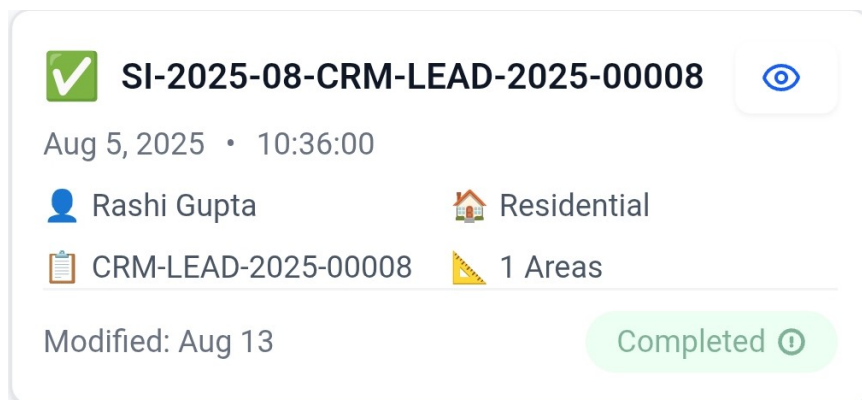 SI-2025-08-CRM-LEAD-2025-00008
Aug 5, 2025 • 10:36:00
Rashi Gupta Residential
CRM-LEAD-2025-00008 1 Areas
Modified: Aug 13 Completed